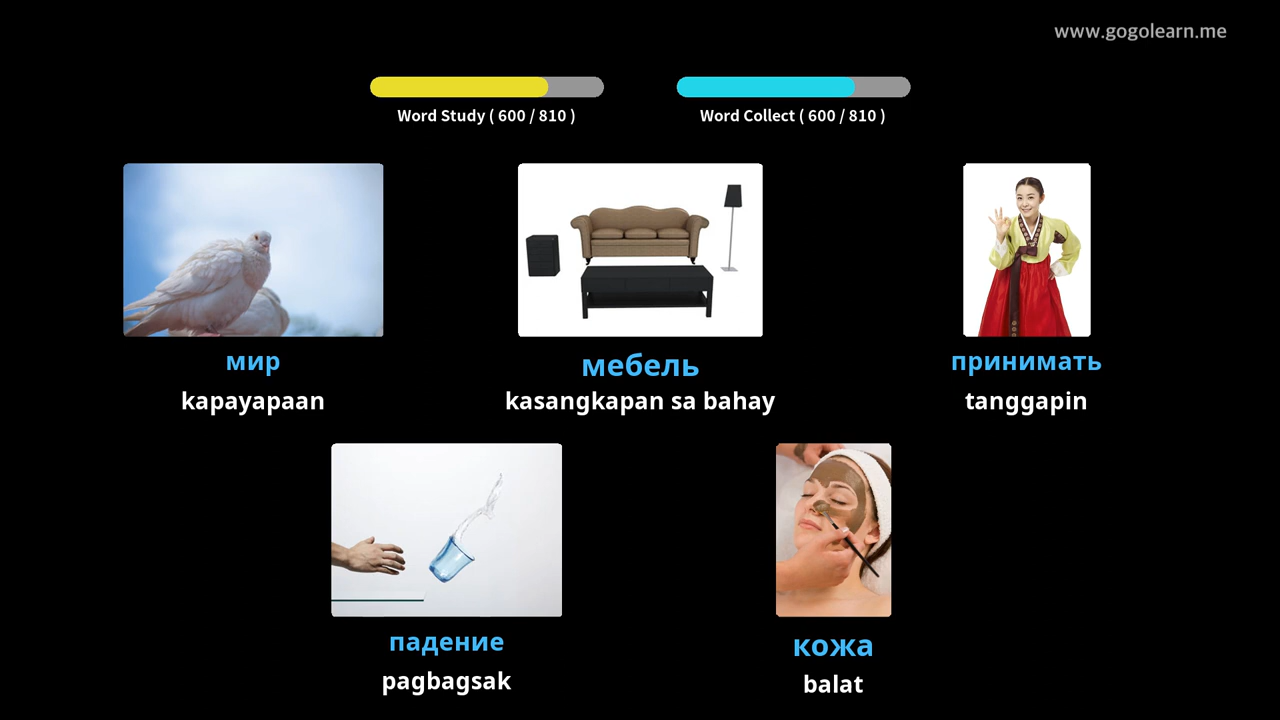 www.gogolearn.me
Word Study ( 600 / 810 )
Word Collect ( 600 / 810 )
мир
мебель
принимать
kapayapaan
kasangkapan sa bahay
tanggapin
падение
кожа
pagbagsak
balat